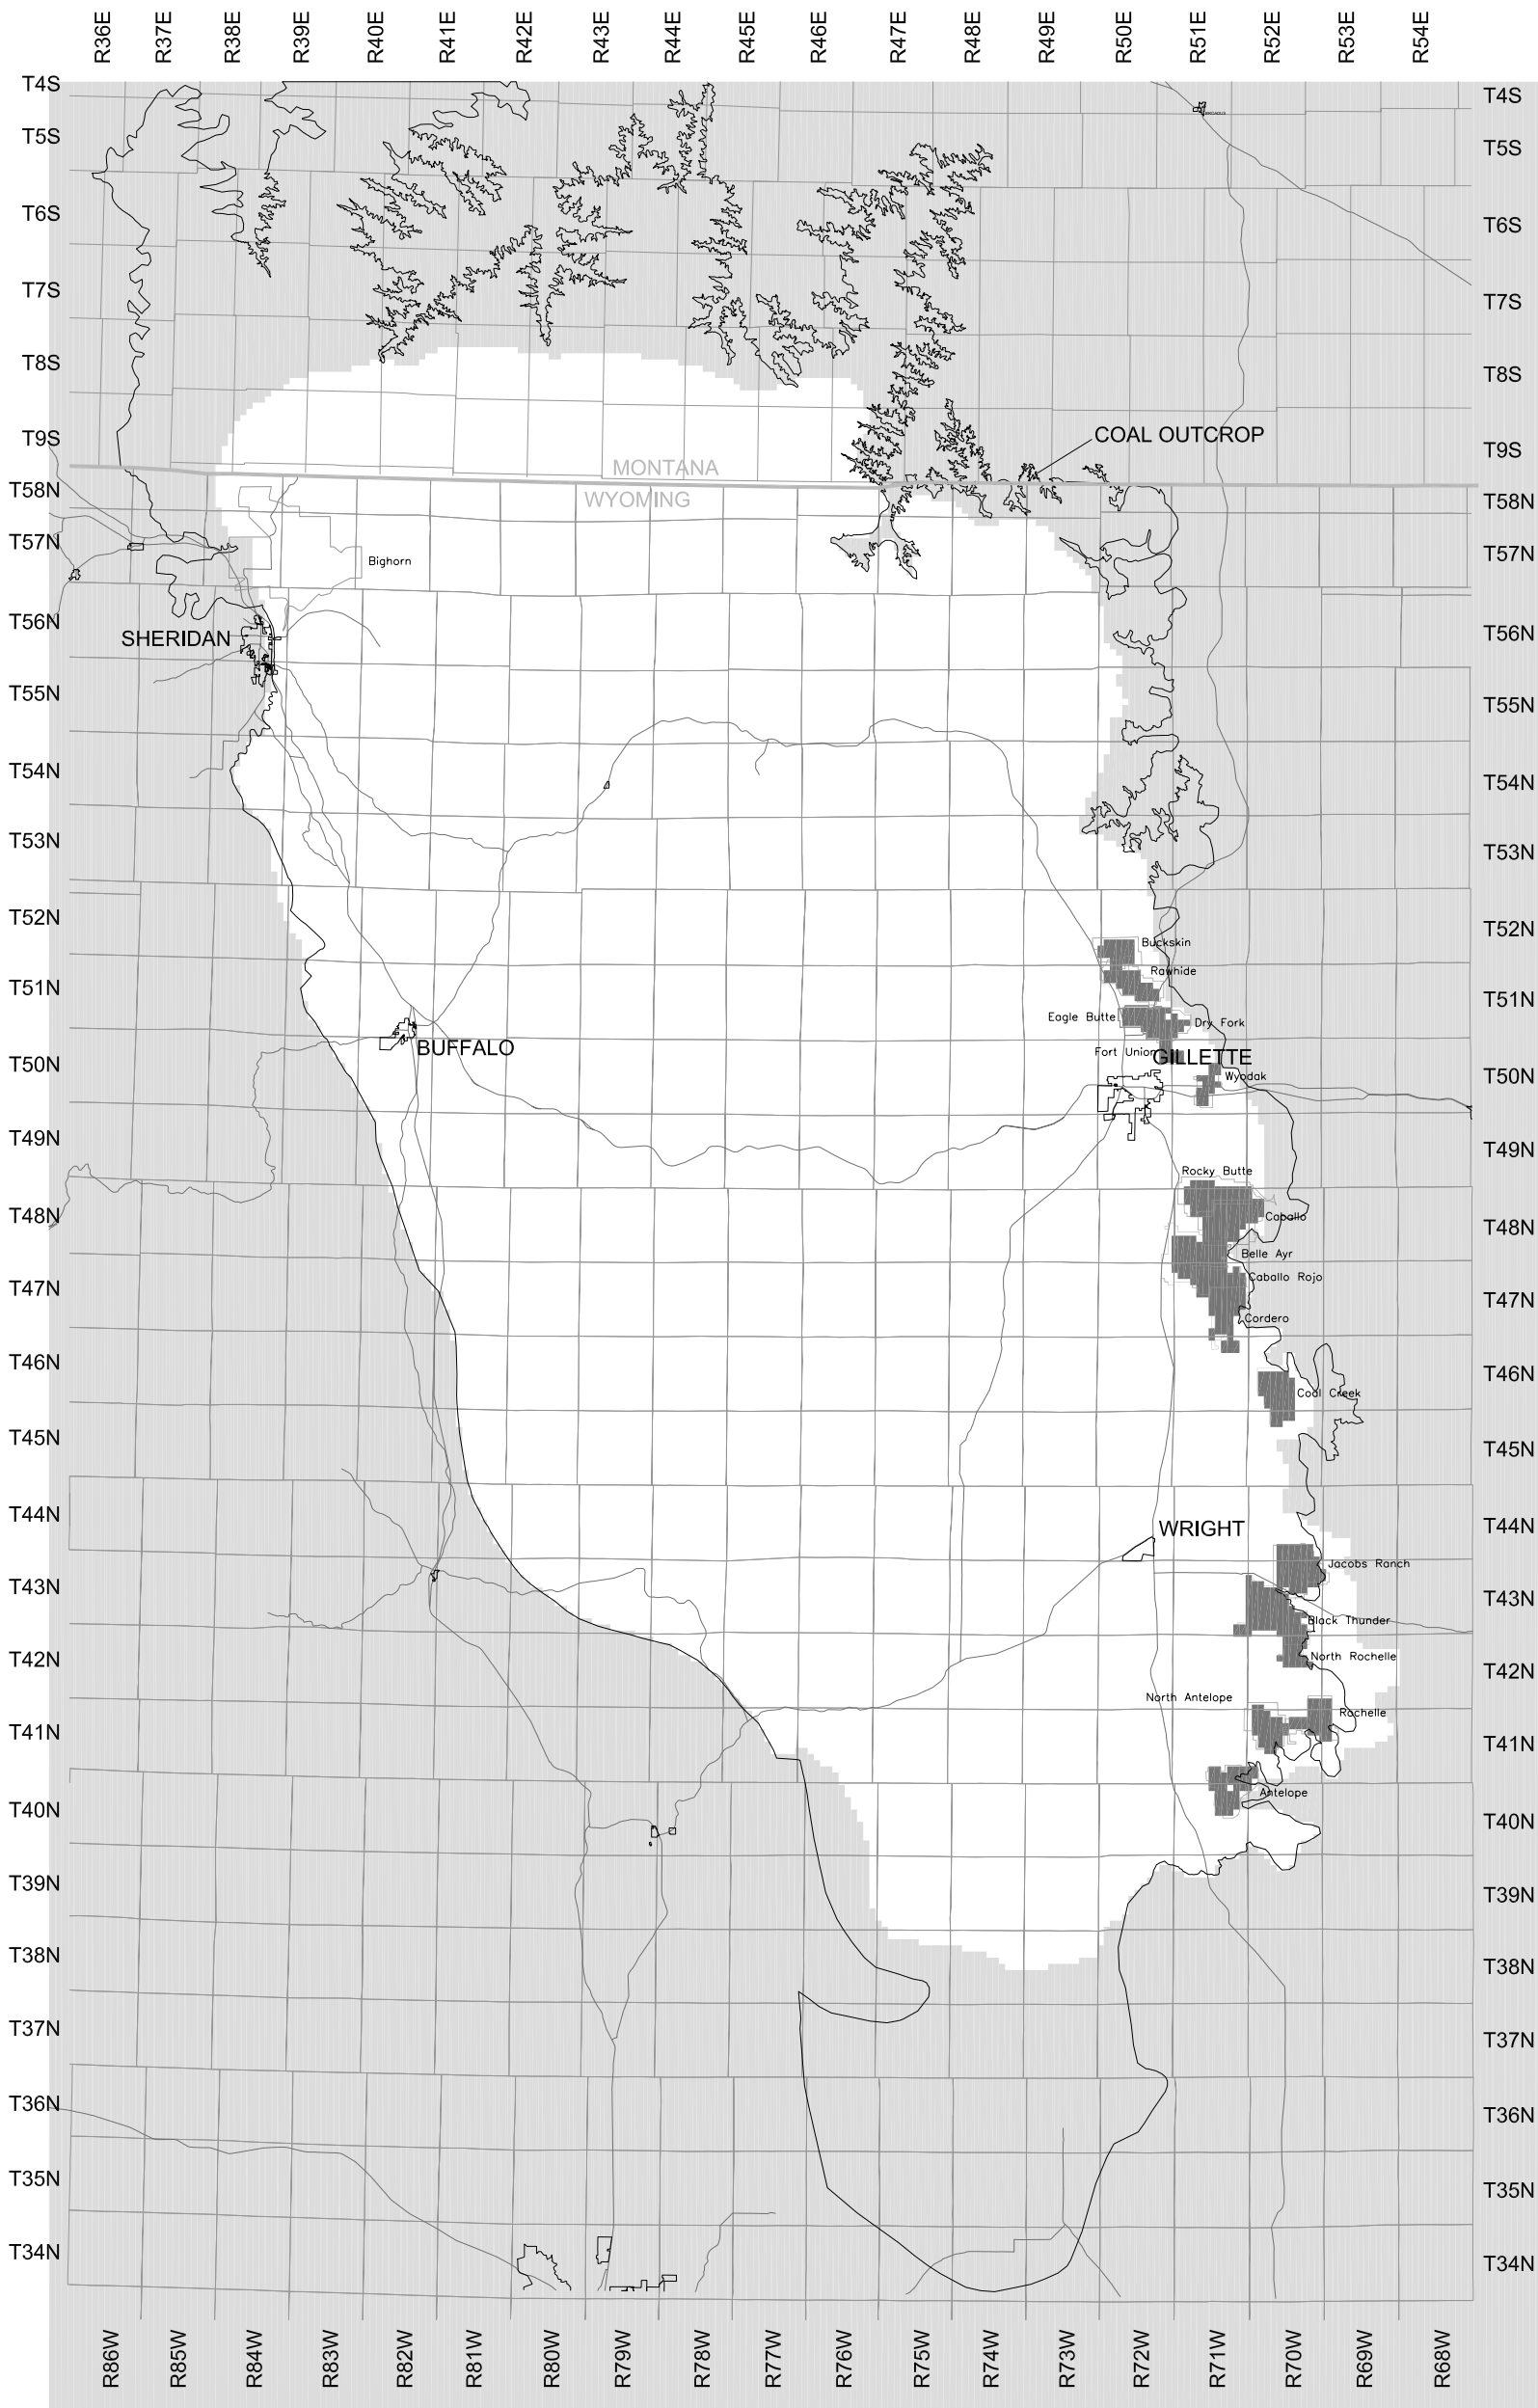 R36E
R37E
R38E
R39E
R40E
R41E
R42E
R43E
R44E
R45E
R46E
R47E
R48E
R49E
R50E
R51E
R52E
R53E
R54E
T4S
T4S
BROADUS
T5S
T5S
T6S
T6S
T7S
T7S
T8S
T8S
COAL OUTCROP
T9S
T9S
MONTANA
T58N
WYOMING
T58N
T57N
T57N
Bighorn
T56N
T56N
SHERIDAN
T55N
T55N
T54N
T54N
T53N
T53N
T52N
T52N
Buckskin
Rawhide
T51N
T51N
Eagle Butte
Dry Fork
BUFFALO
Fort Union
GILLETTE
T50N
Wyodak
T50N
T49N
T49N
Rocky Butte
T48N
Caballo
T48N
Belle Ayr
Caballo Rojo
T47N
T47N
Cordero
T46N
T46N
Coal Creek
T45N
T45N
T44N
T44N
WRIGHT
Jacobs Ranch
T43N
T43N
Black Thunder
T42N
North Rochelle
T42N
North Antelope
Rochelle
T41N
T41N
Antelope
T40N
T40N
T39N
T39N
T38N
T38N
T37N
T37N
T36N
T36N
T35N
T35N
T34N
T34N
R86W
R85W
R84W
R83W
R82W
R81W
R80W
R79W
R78W
R77W
R76W
R75W
R74W
R73W
R72W
R71W
R70W
R69W
R68W